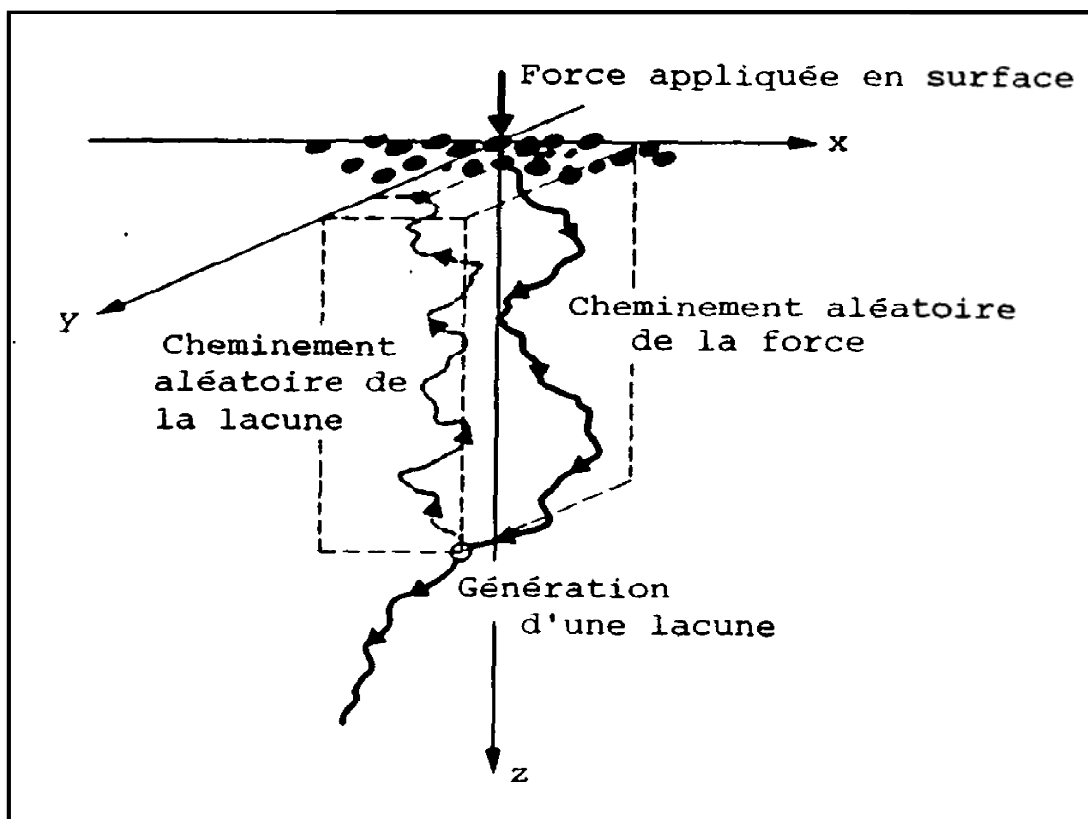 Force appliquée en surface
x
Y
Cheminement aléatoire
de la force
Cheminement
aléatoire de
la lacune
Génération
d'une lacune
z